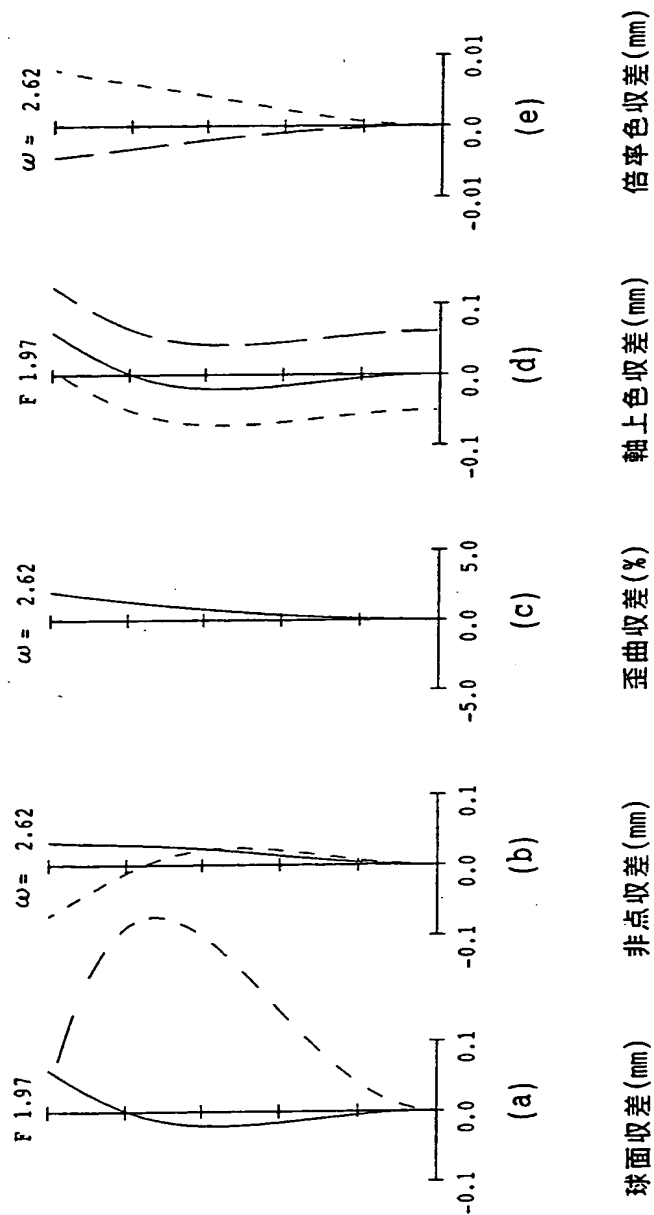 F 1.97
-0.1 0.0 0.1
(a)
球面収差(mm)
ω= 2.62
-0.1 0.0 0.1
(b)
非点収差(mm)
ω= 2.62
-5.0 0.0 5.0
(c)
歪曲収差(%)
F 1.97
-0.1 0.0 0.1
(d)
軸上色収差(mm)
ω= 2.62
-0.01 0.0 0.01
(e)
倍率色収差(mm)